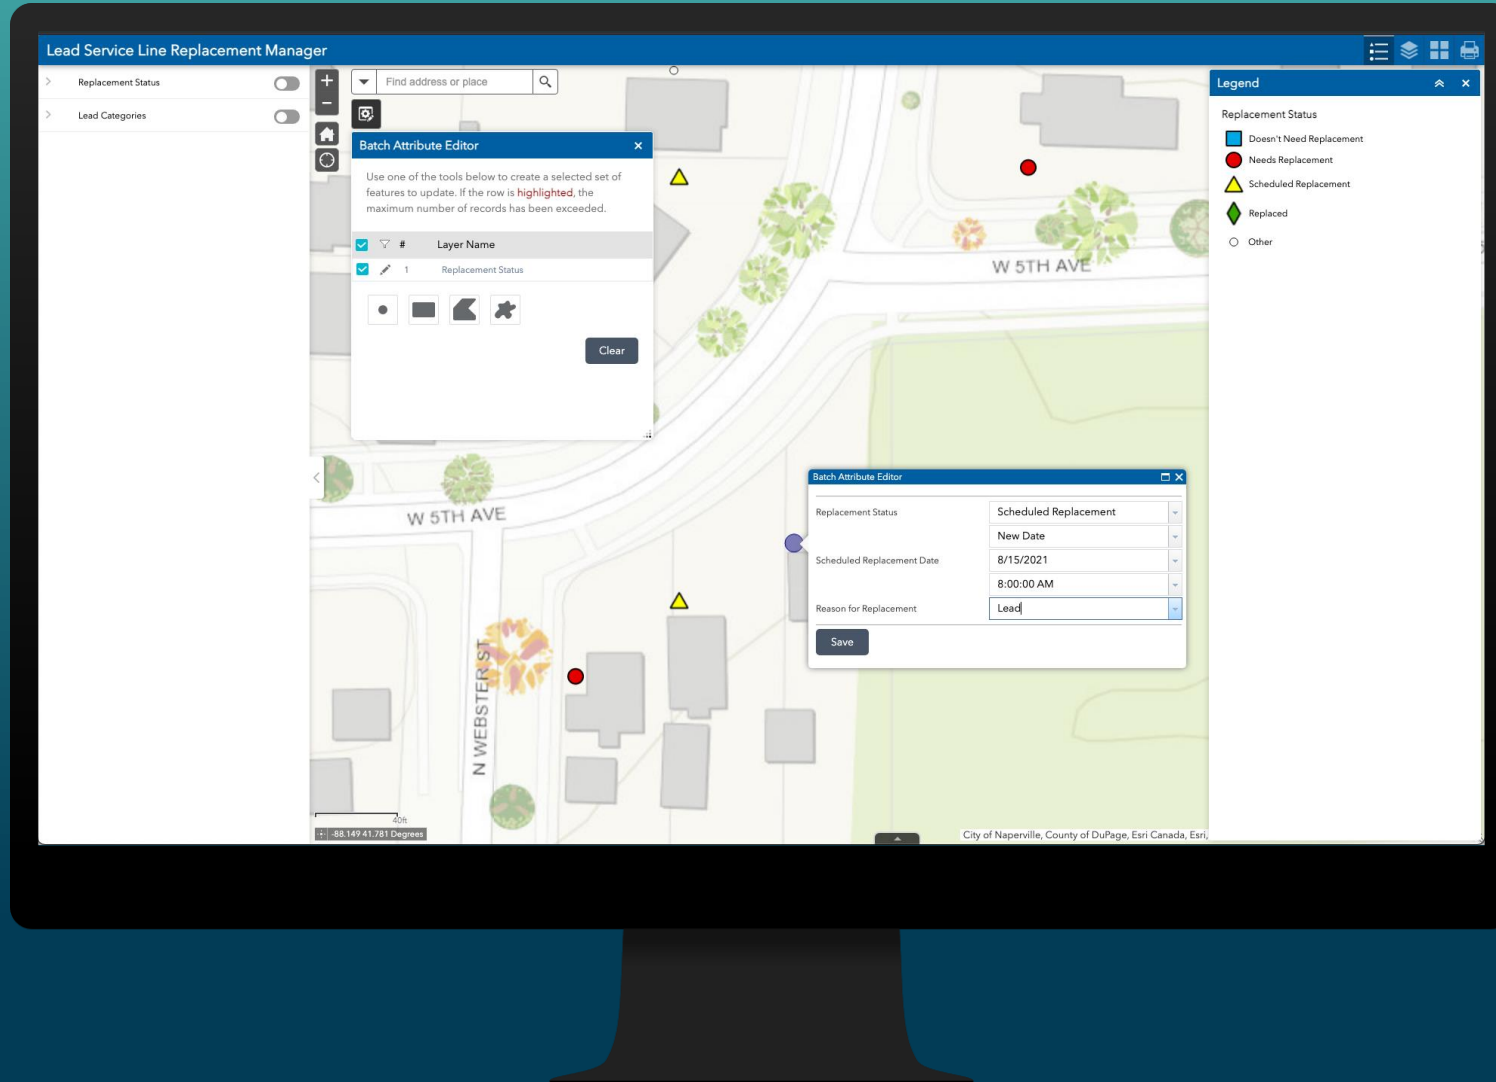 Lead Service Line Replacement Manager
Replacement Status
Lead Categories
Find address or place
Batch Attribute Editor
Use one of the tools below to create a selected set of
features to update. If the row is highlighted, the
maximum number of records has been exceeded.
# Layer Name
1 Replacement Status
Clear
W 5TH AVE
W 5TH AVE
N WEBSTER ST
Batch Attribute Editor
Replacement Status Scheduled Replacement
New Date
Scheduled Replacement Date 8/15/2021
8:00:00 AM
Reason for Replacement Lead
Save
40ft
-88.149 41.781 Degrees
City of Naperville, County of DuPage, Esri Canada, Esri,
Legend
Replacement Status
Doesn't Need Replacement
Needs Replacement
Scheduled Replacement
Replaced
Other